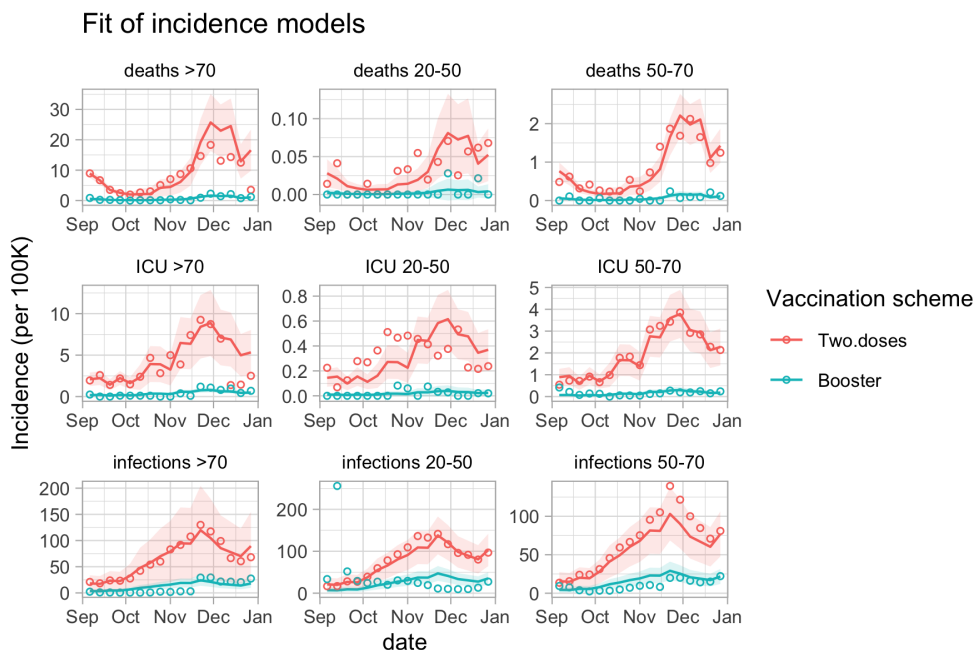 Fit of incidence models
deaths >70
deaths 20-50
deaths 50-70
30
20
10
0
0.10
0.05
0.00
2
1
0
Sep Oct Nov Dec Jan
Sep Oct Nov Dec Jan
Sep Oct Nov Dec Jan
ICU >70
ICU 20-50
ICU 50-70
10
5
0
0.8
0.6
0.4
0.2
0.0
5
4
3
2
1
0
Sep Oct Nov Dec Jan
Sep Oct Nov Dec Jan
Sep Oct Nov Dec Jan
infections >70
infections 20-50
infections 50-70
200
150
100
50
0
200
100
0
100
50
0
Sep Oct Nov Dec Jan
Sep Oct Nov Dec Jan
Sep Oct Nov Dec Jan
date
Incidence (per 100K)
Vaccination scheme
Two.doses
Booster